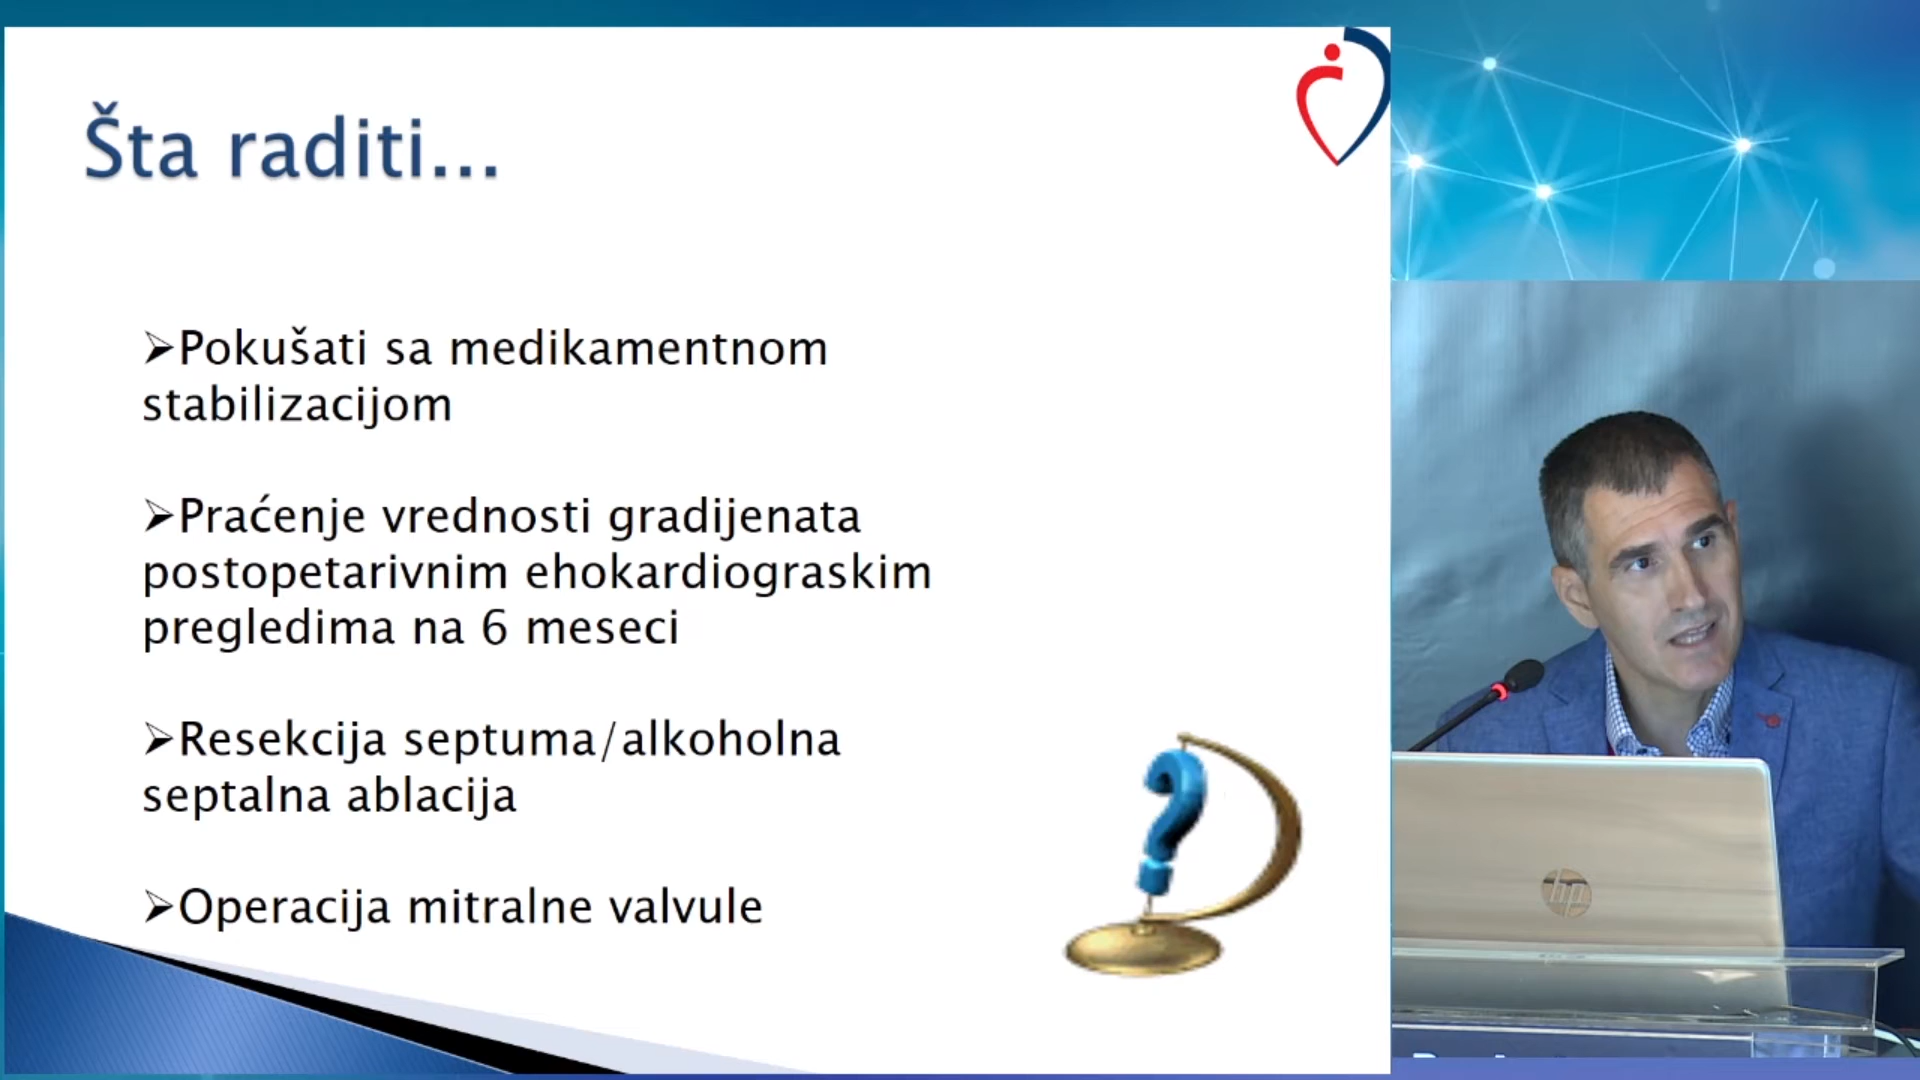 Šta raditi...
➢Pokušati sa medikamentnom
stabilizacijom
➢Praćenje vrednosti gradijenata
postopetarivnim ehokardiograskim
pregledima na 6 meseci
➢Resekcija septuma/alkoholna
septalna ablacija
➢Operacija mitralne valvule
hp